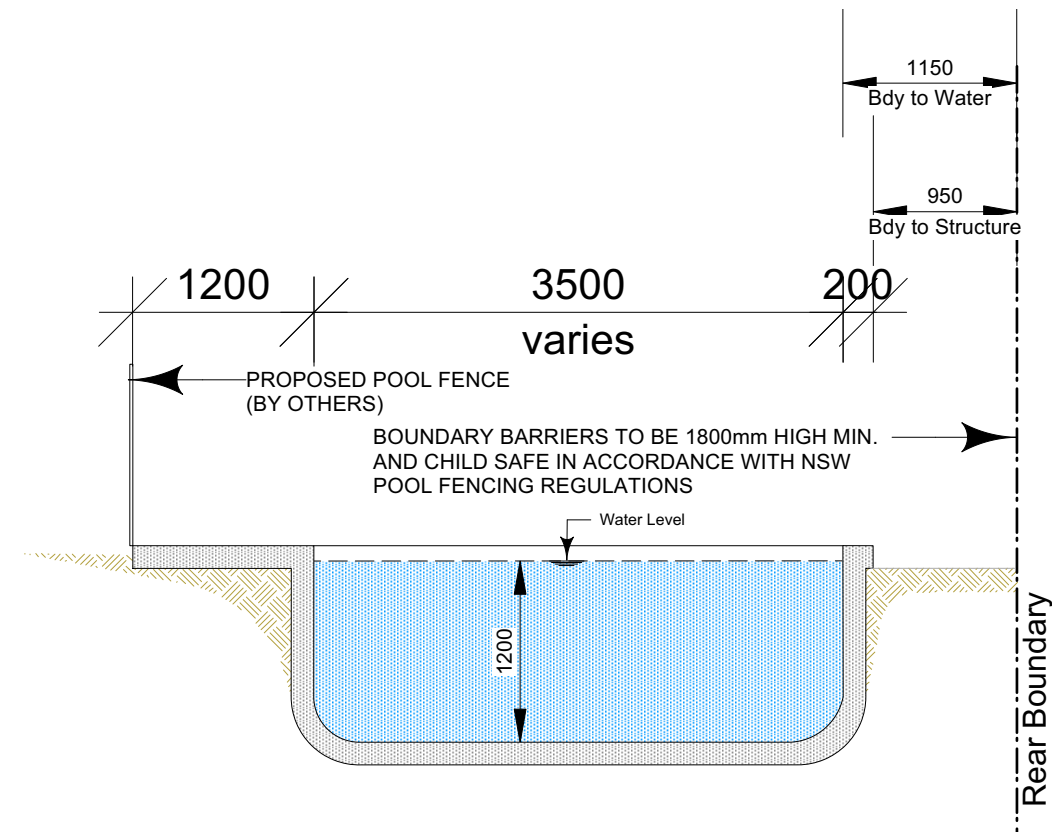 1150
Bdy to Water
950
Bdy to Structure
1200
3500
200
varies
PROPOSED POOL FENCE
(BY OTHERS)
BOUNDARY BARRIERS TO BE 1800mm HIGH MIN.
AND CHILD SAFE IN ACCORDANCE WITH NSW
POOL FENCING REGULATIONS
Water Level
1200
Rear Boundary